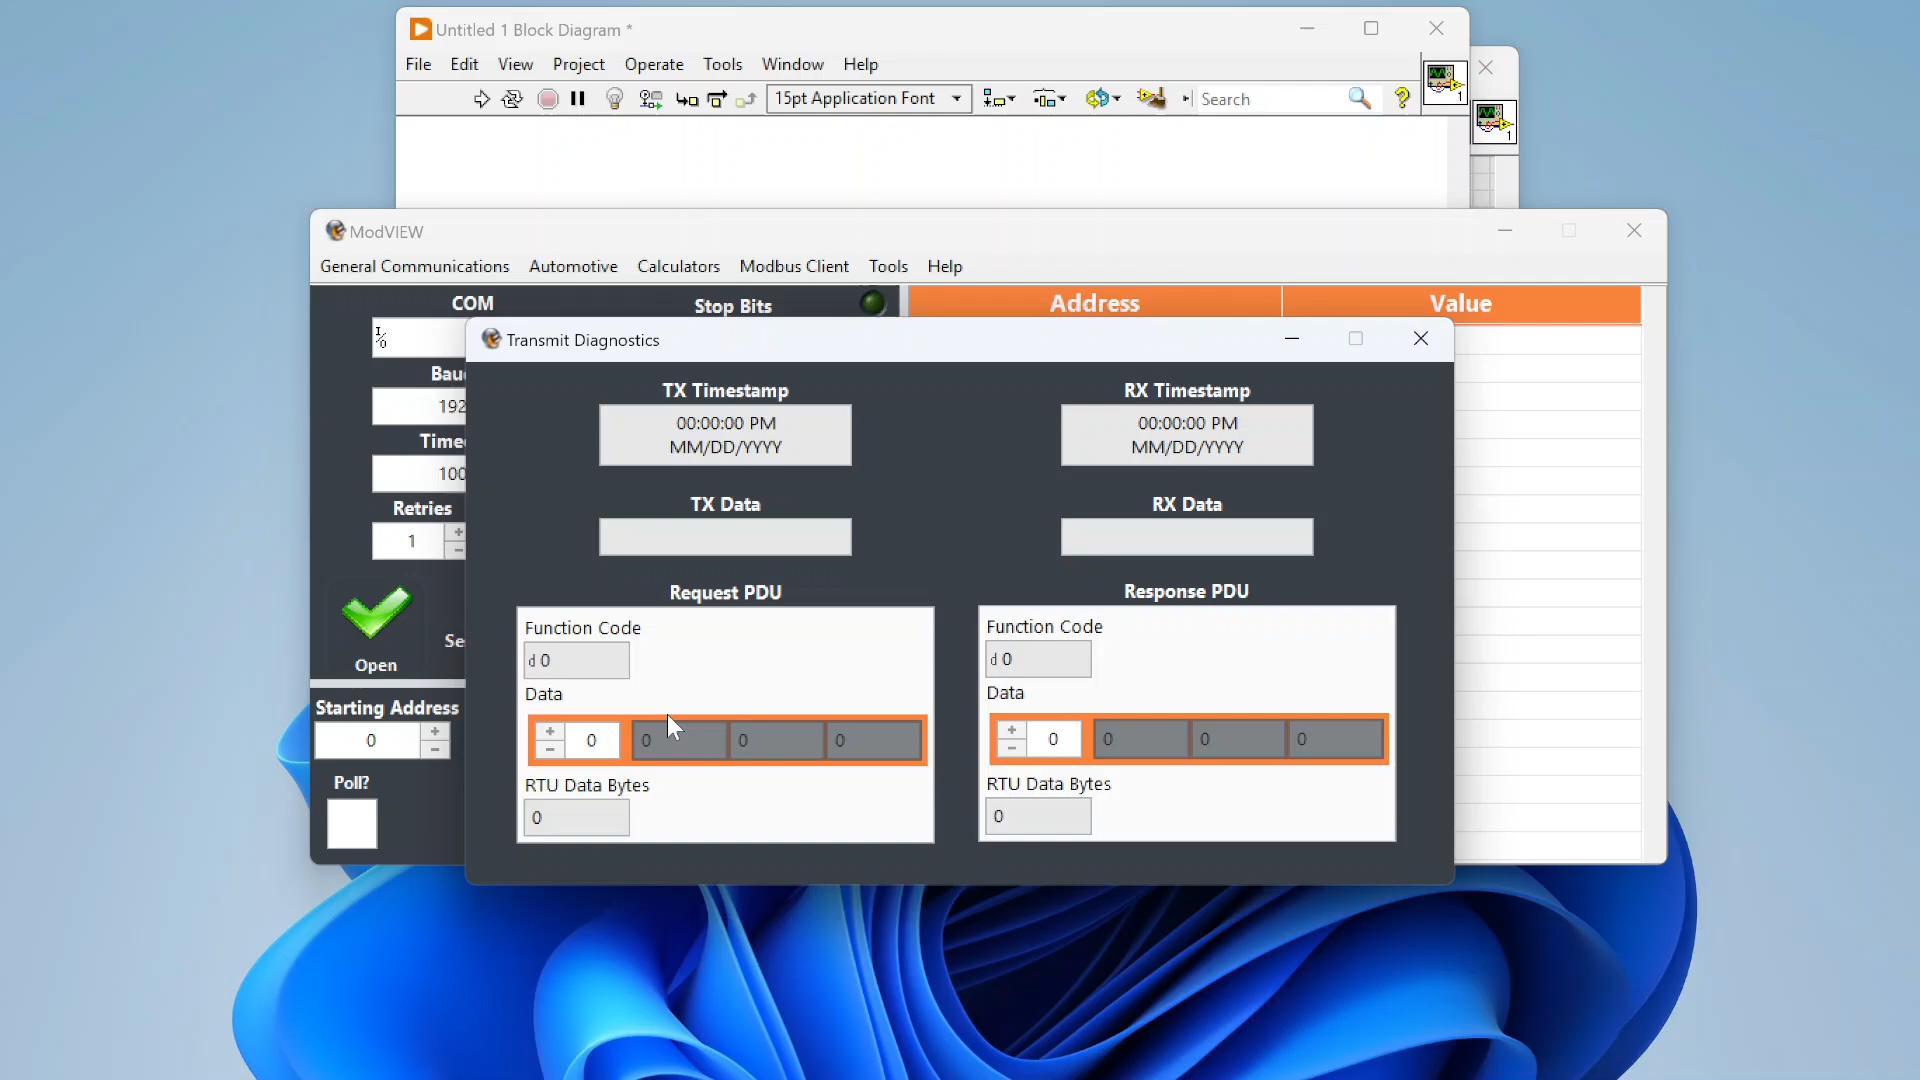 Untitled 1 Block Diagram *
File Edit View Project Operate Tools Window Help
15pt Application Font
Search
1
1
ModVIEW
General Communications Automotive Calculators Modbus Client Tools Help
COM
Stop Bits
Address
Value
I/0
Transmit Diagnostics
Bau
192
Time
100
Retries
1
Open
Se
Starting Address
0
Poll?
TX Timestamp
00:00:00 PM
MM/DD/YYYY
RX Timestamp
00:00:00 PM
MM/DD/YYYY
TX Data
RX Data
Request PDU
Function Code
d 0
Data
0 0 0 0
RTU Data Bytes
0
Response PDU
Function Code
d 0
Data
0 0 0 0
RTU Data Bytes
0